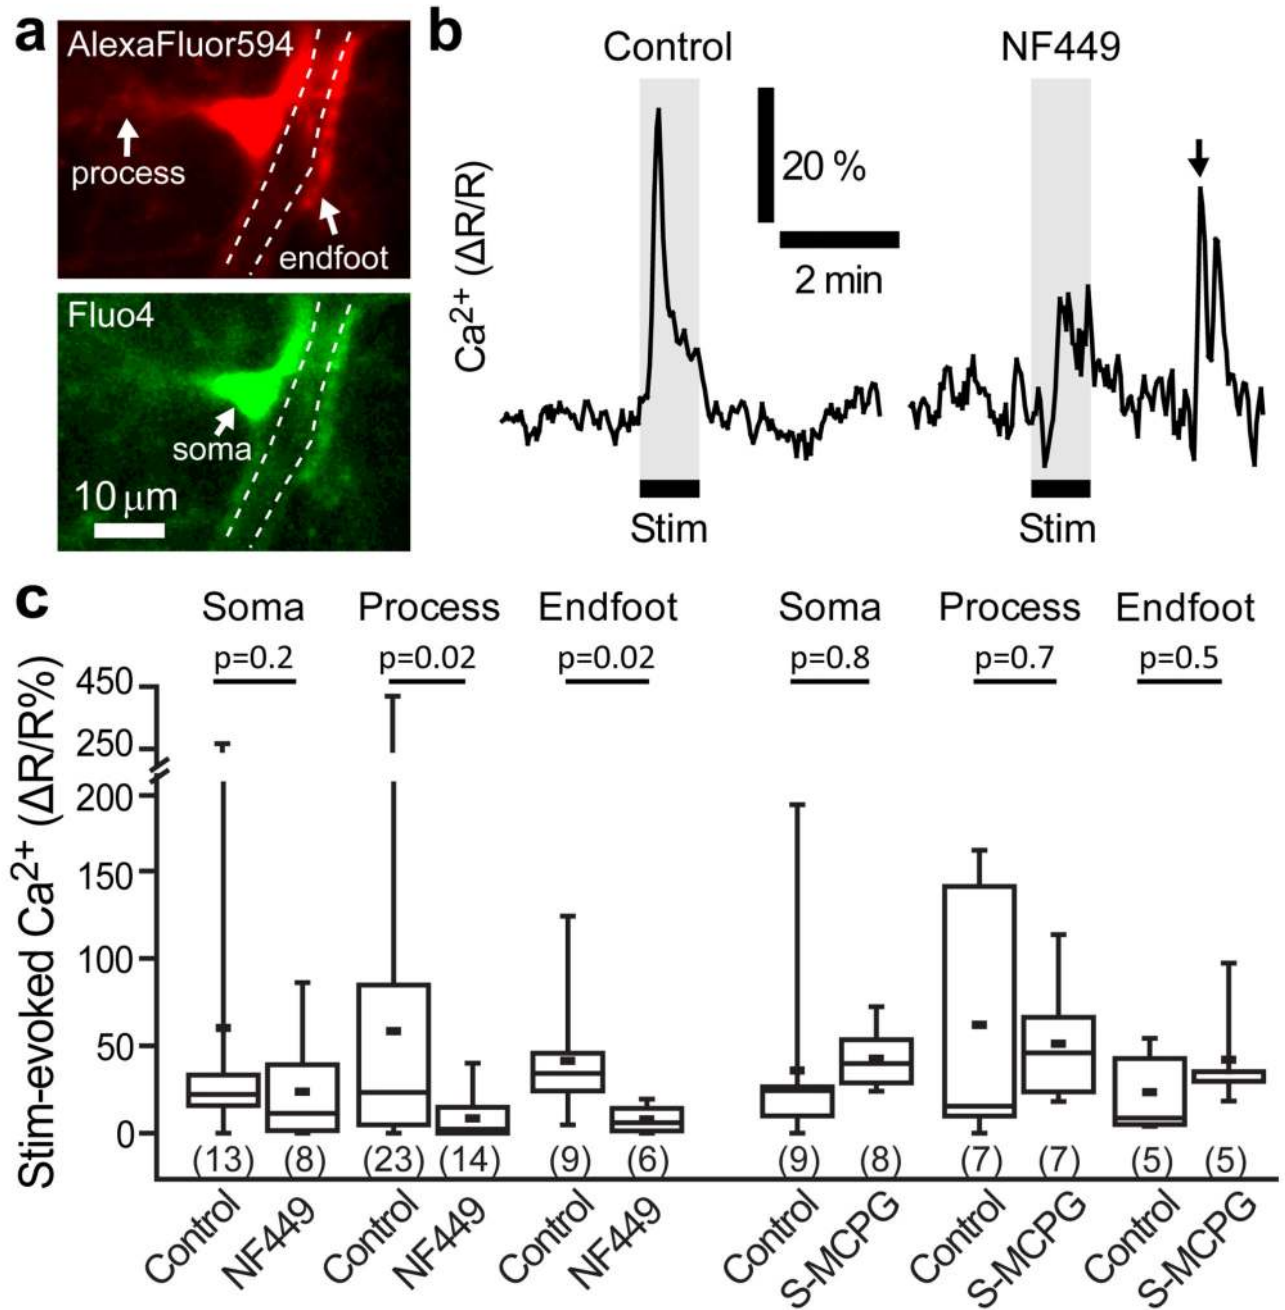 a
AlexaFluor594
process
endfoot
Fluo4
soma
10 μm
b
Control
NF449
Ca²⁺ (ΔR/R)
20 %
2 min
Stim
Stim
c
Soma
Process
Endfoot
Soma
Process
Endfoot
p=0.2
p=0.02
p=0.02
p=0.8
p=0.7
p=0.5
Stim-evoked Ca²⁺ (ΔR/R%)
450
250
200
150
100
50
0
(13) (8) (23) (14) (9) (6) (9) (8) (7) (7) (5) (5)
Control
NF449
Control
NF449
Control
NF449
Control
S-MCPG
Control
S-MCPG
Control
S-MCPG